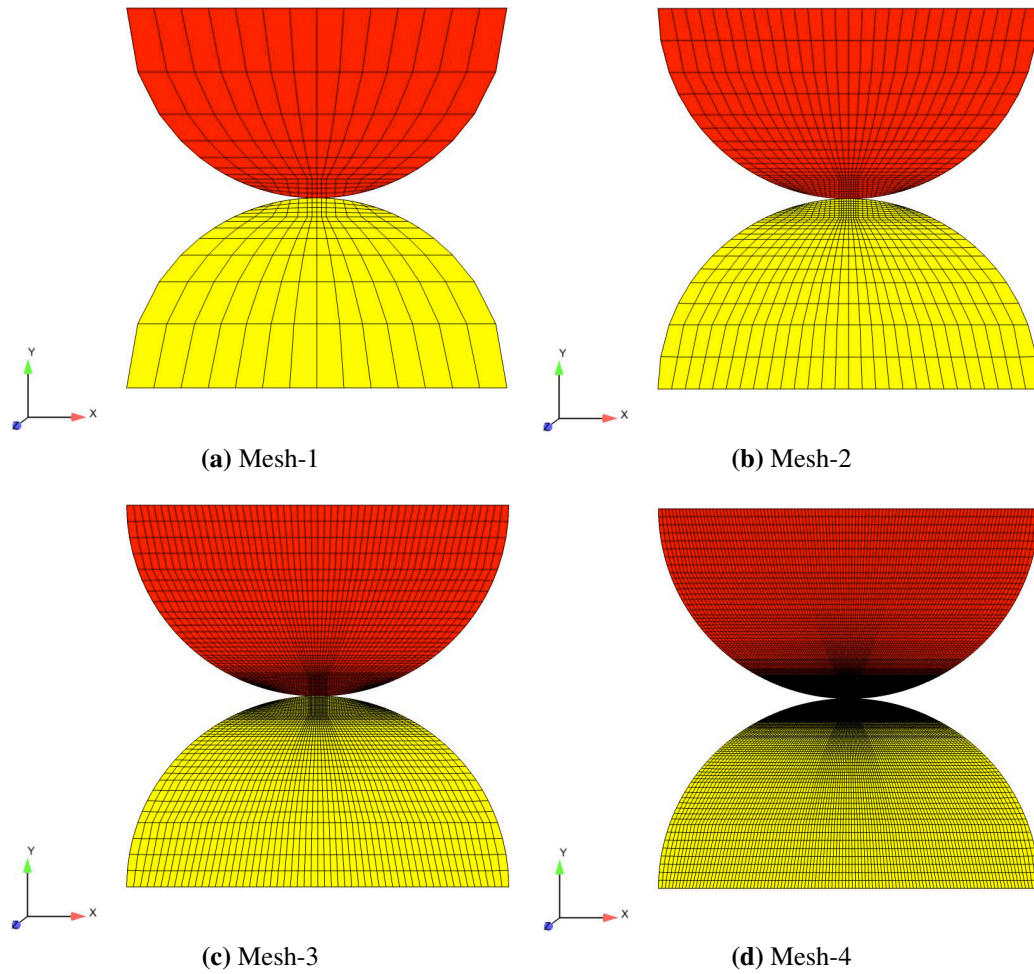 Y
X
Z
Y
X
Z
(a) Mesh-1
(b) Mesh-2
Y
X
Z
Y
X
Z
(c) Mesh-3
(d) Mesh-4